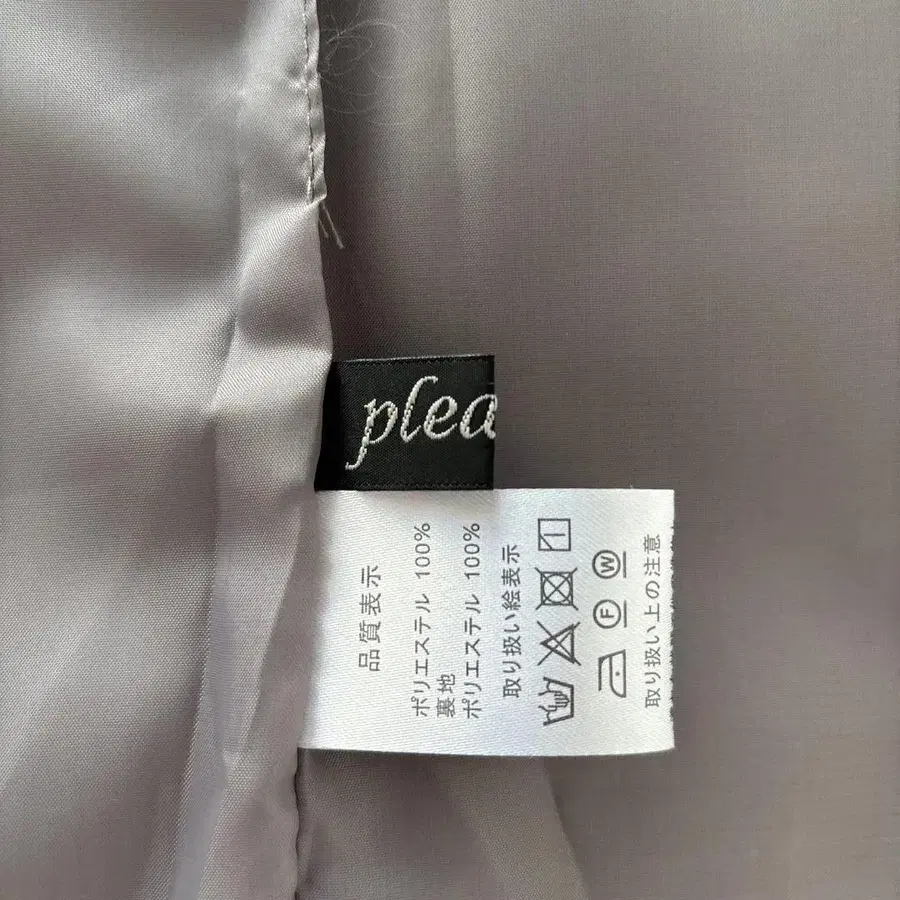 plea
品質表示
ポリエステル 100%
裏地
ポリエステル 100%
取り扱い絵表示
F W
取り扱い上の注意